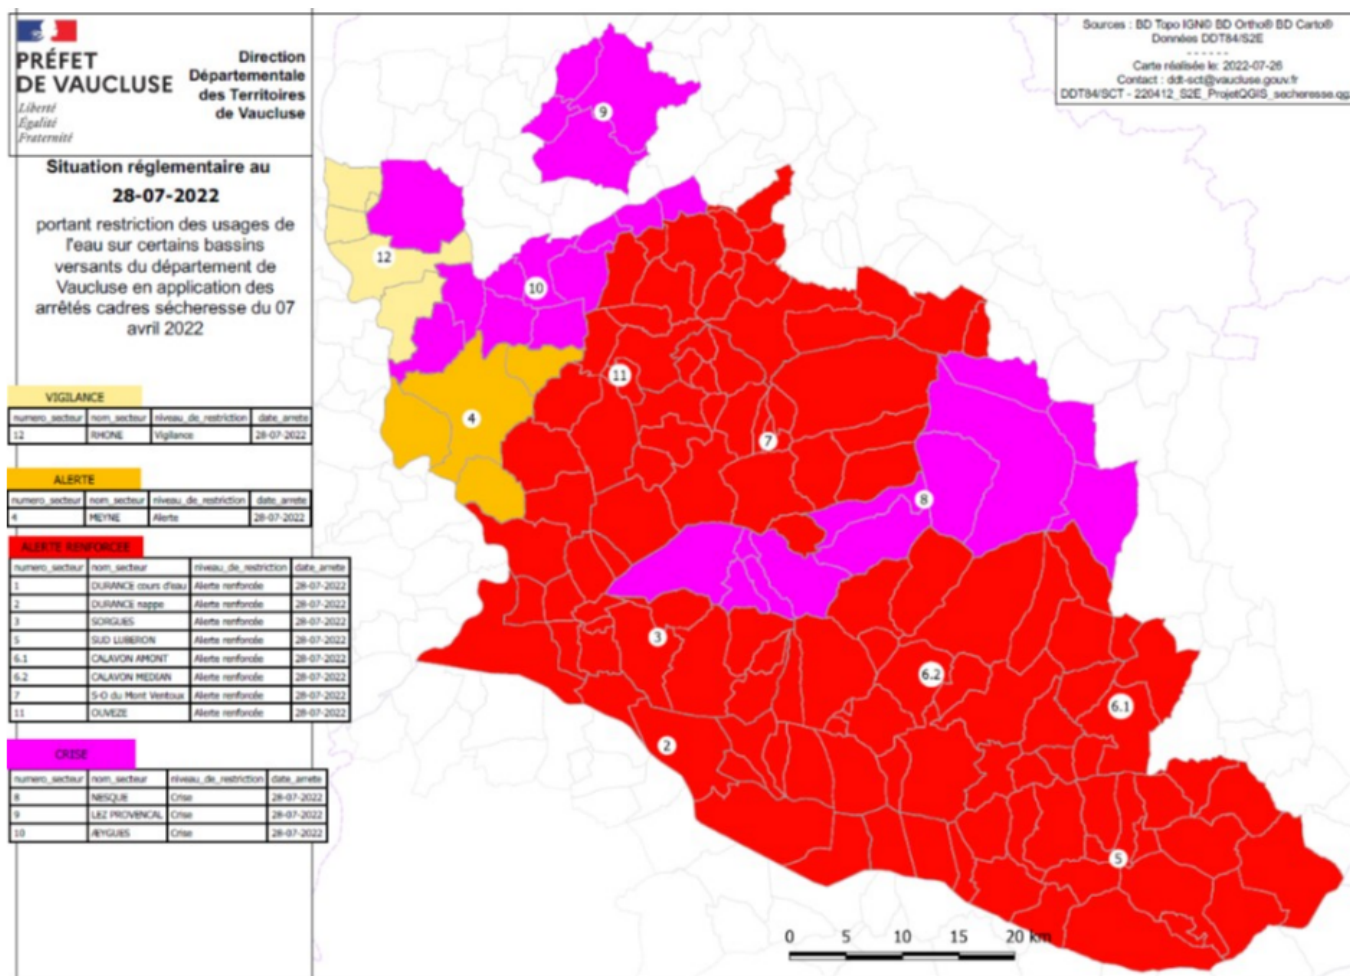 PRÉFET
DE VAUCLUSE
Liberté
Égalité
Fraternité
Direction
Départementale
des Territoires
de Vaucluse
Situation réglementaire au
28-07-2022
portant restriction des usages de
l'eau sur certains bassins
versants du département de
Vaucluse en application des
arrêtés cadres sécheresse du 07
avril 2022
VIGILANCE
numero_secteur nom_secteur niveau_de_restriction date_arrete
12 RHONE Vigilance 28-07-2022
ALERTE
numero_secteur nom_secteur niveau_de_restriction date_arrete
4 MEYNE Alerte 28-07-2022
ALERTE RENFORCEE
numero_secteur nom_secteur niveau_de_restriction date_arrete
1 DURANCE cours d'eau Alerte renforcée 28-07-2022
2 DURANCE nappe Alerte renforcée 28-07-2022
3 SORGUES Alerte renforcée 28-07-2022
5 SUD LUBERON Alerte renforcée 28-07-2022
6.1 CALAVON AMONT Alerte renforcée 28-07-2022
6.2 CALAVON MEDIAN Alerte renforcée 28-07-2022
7 S-O du Mont Ventoux Alerte renforcée 28-07-2022
11 OUVEZE Alerte renforcée 28-07-2022
CRISE
numero_secteur nom_secteur niveau_de_restriction date_arrete
8 NESQUE Crise 28-07-2022
9 LEZ PROVENCAL Crise 28-07-2022
10 ÆYGUES Crise 28-07-2022
Sources : BD Topo IGN® BD Ortho® BD Carto®
Données DDT84/S2E
- - - - - -
Carte réalisée le: 2022-07-26
Contact : ddt-sct@vaucluse.gouv.fr
DDT84/SCT - 220412_S2E_ProjetQGIS_secheresse.qg
9
12
10
11
4
7
8
3
6.2
6.1
2
5
0 5 10 15 20 km